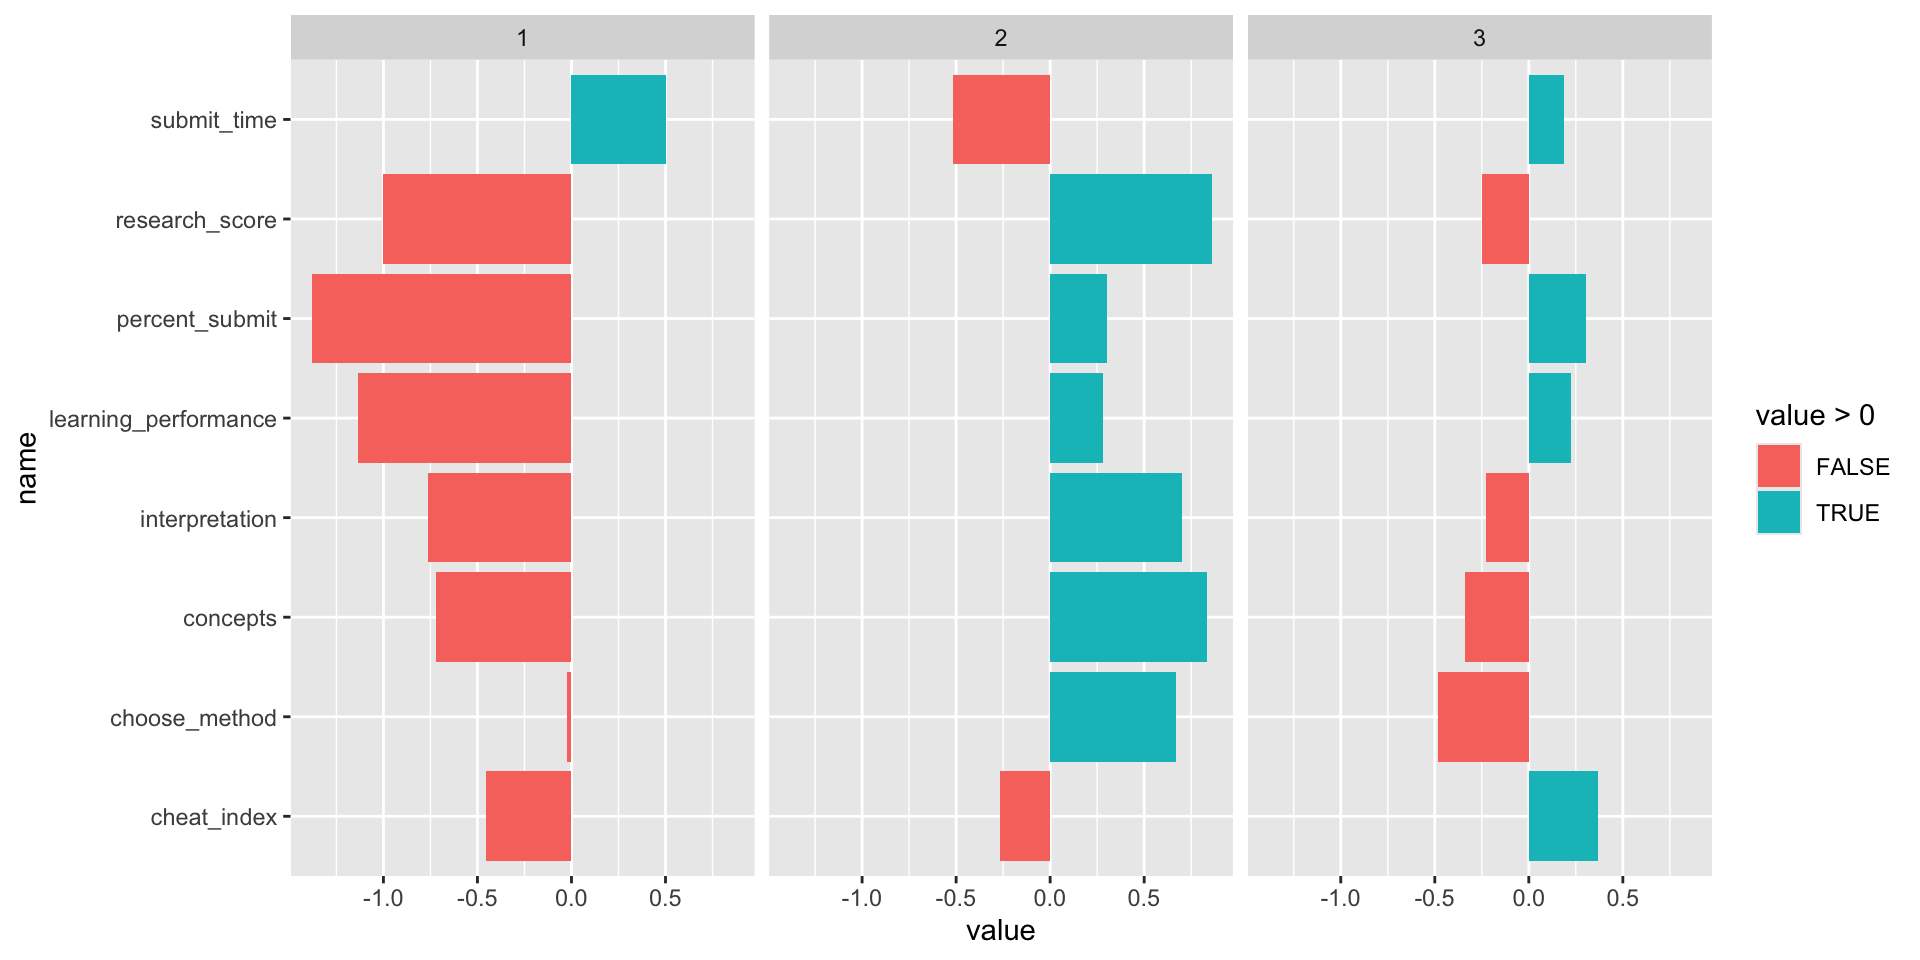 1 2 3
submit_time
research_score
percent_submit
learning_performance
interpretation
concepts
choose_method
cheat_index
name
-1.0 -0.5 0.0 0.5 -1.0 -0.5 0.0 0.5 -1.0 -0.5 0.0 0.5
value
value > 0
FALSE
TRUE